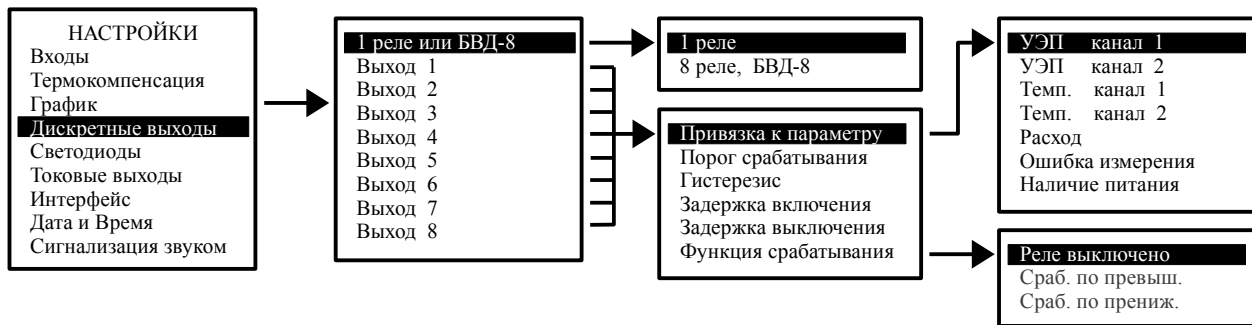 НАСТРОЙКИ
Входы
Термокомпенсация
График
Дискретные выходы
Светодиоды
Токовые выходы
Интерфейс
Дата и Время
Сигнализация звуком
1 реле или БВД-8
Выход 1
Выход 2
Выход 3
Выход 4
Выход 5
Выход 6
Выход 7
Выход 8
1 реле
8 реле, БВД-8
Привязка к параметру
Порог срабатывания
Гистерезис
Задержка включения
Задержка выключения
Функция срабатывания
УЭП канал 1
УЭП канал 2
Темп. канал 1
Темп. канал 2
Расход
Ошибка измерения
Наличие питания
Реле выключено
Сраб. по превыш.
Сраб. по прениж.